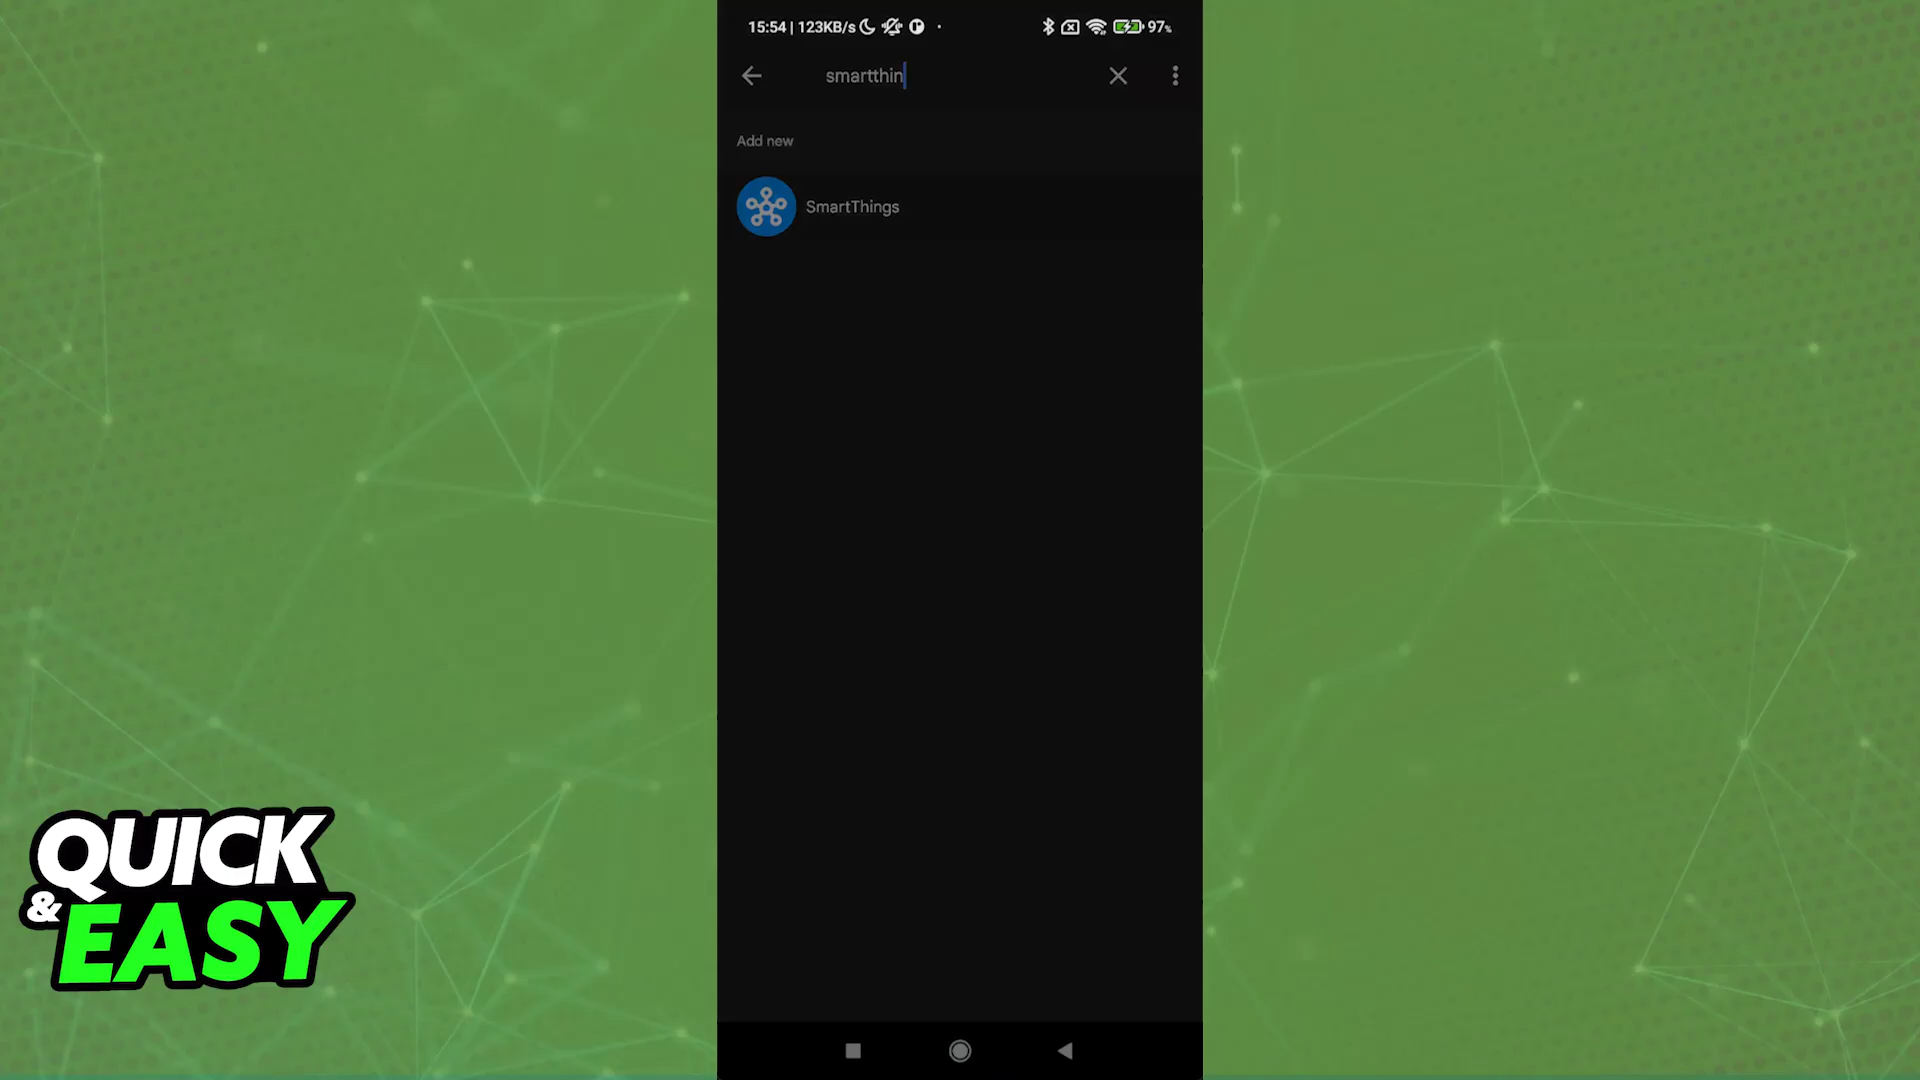 15:54 | 123KB/s
97%
smartthin
Add new
SmartThings
QUICK
& EASY